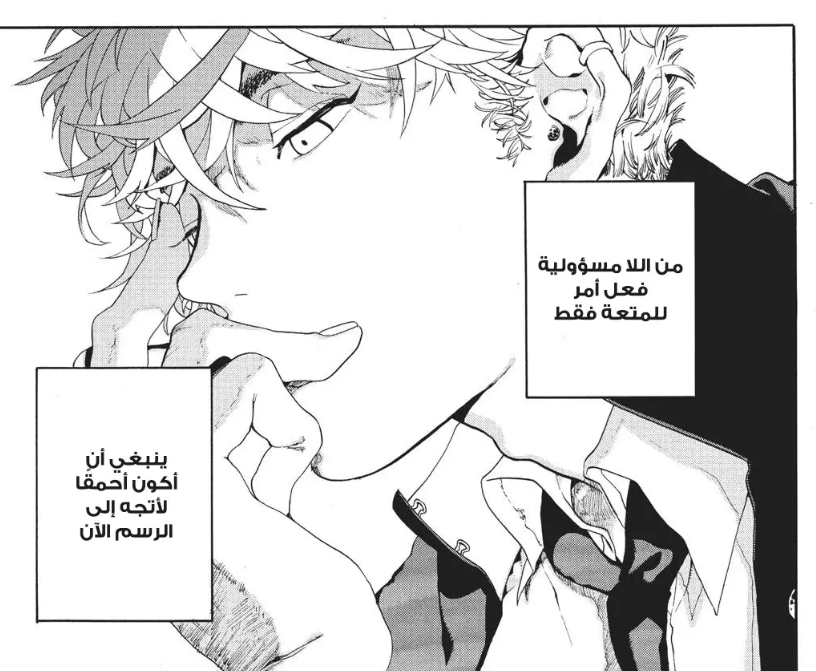 من اللا مسؤولية
فعل أمر
للمتعة فقط
ينبغي أن
أكون أحمقًا
لأتجه إلى
الرسم الآن